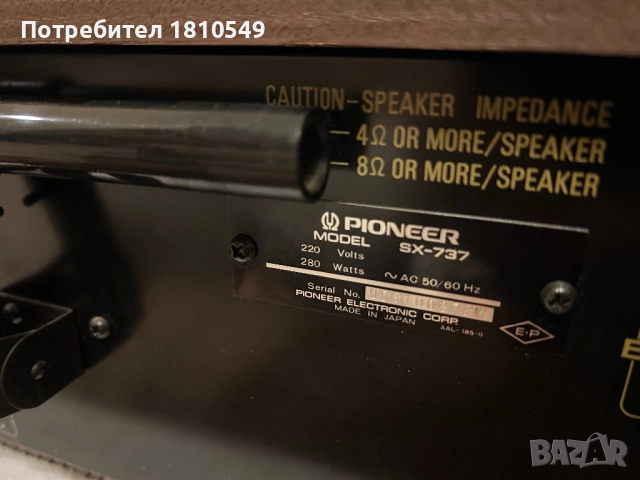 Потребител 1810549
CAUTION-SPEAKER IMPEDANCE
4Ω OR MORE/SPEAKER
8Ω OR MORE/SPEAKER
PIONEER
MODEL SX-737
220 Volts
280 Watts ~AC 50/60 Hz
Serial No.
PIONEER ELECTRONIC CORP.
MADE IN JAPAN AAL-185-0
E-P
BAZAR